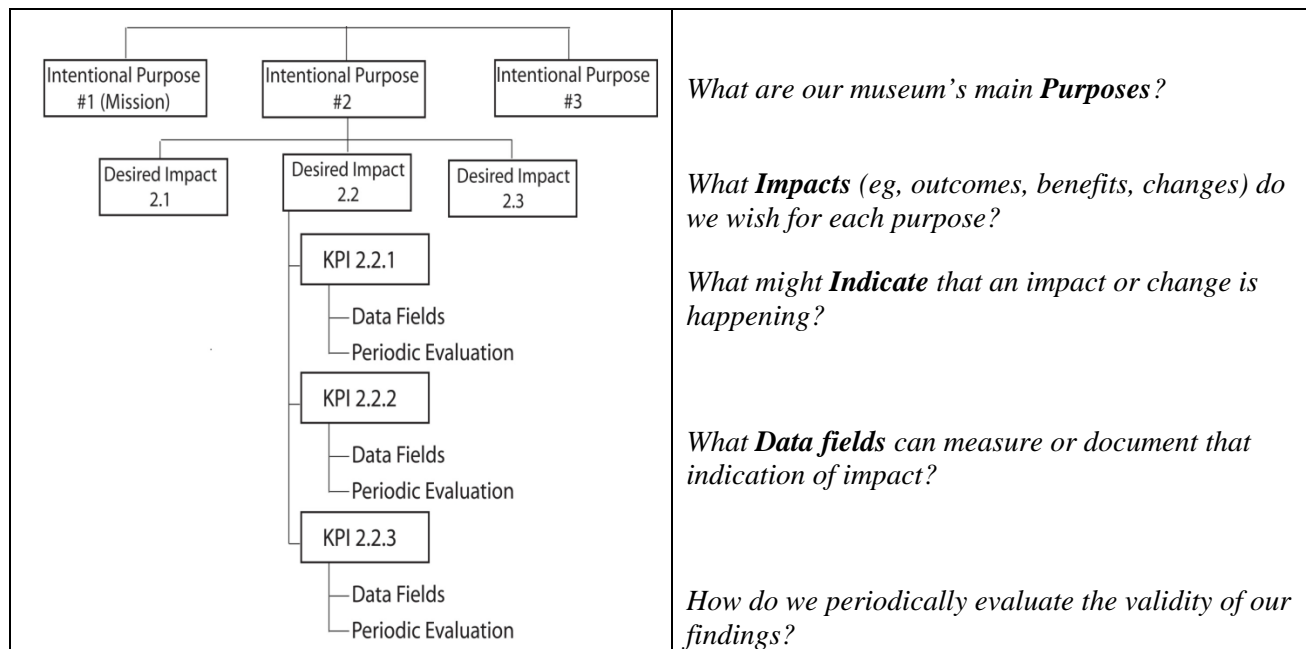 Intentional Purpose
#1 (Mission)
Intentional Purpose
#2
Intentional Purpose
#3
Desired Impact
2.1
Desired Impact
2.2
Desired Impact
2.3
KPI 2.2.1
Data Fields
Periodic Evaluation
KPI 2.2.2
Data Fields
Periodic Evaluation
KPI 2.2.3
Data Fields
Periodic Evaluation
What are our museum’s main Purposes?
What Impacts (eg, outcomes, benefits, changes) do
we wish for each purpose?
What might Indicate that an impact or change is
happening?
What Data fields can measure or document that
indication of impact?
How do we periodically evaluate the validity of our
findings?